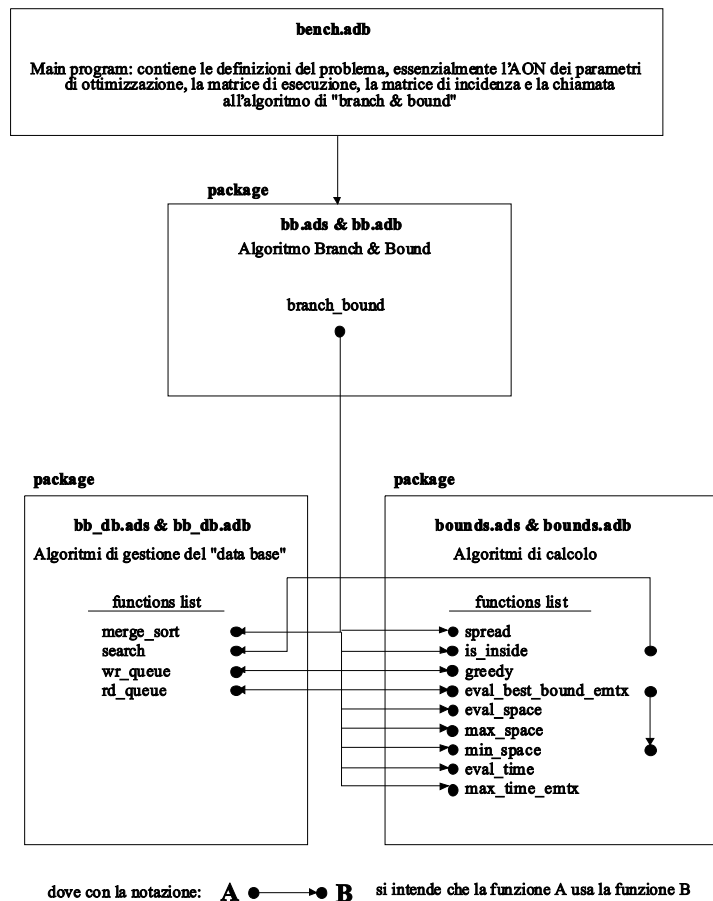 bench.adb
Main program: contiene le definizioni del problema, essenzialmente l'AON dei parametri
di ottimizzazione, la matrice di esecuzione, la matrice di incidenza e la chiamata
all'algoritmo di "branch & bound"
package
bb.ads & bb.adb
Algoritmo Branch & Bound
branch_bound
package
bb_db.ads & bb_db.adb
Algoritmi di gestione del "data base"
functions list
merge_sort
search
wr_queue
rd_queue
package
bounds.ads & bounds.adb
Algoritmi di calcolo
functions list
spread
is_inside
greedy
eval_best_bound_emtx
eval_space
max_space
min_space
eval_time
max_time_emtx
dove con la notazione: A B si intende che la funzione A usa la funzione B